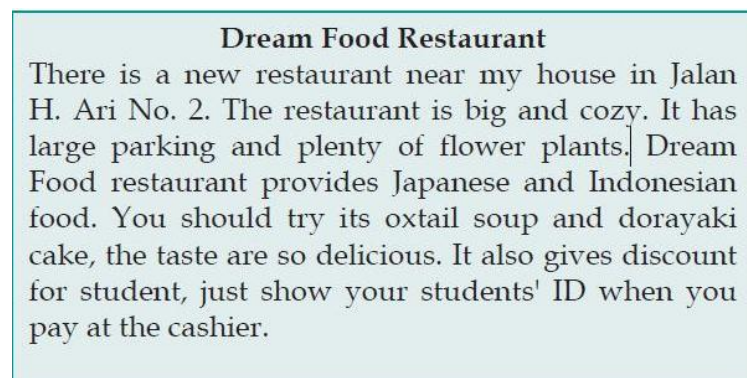 Dream Food Restaurant
There is a new restaurant near my house in Jalan
H. Ari No. 2. The restaurant is big and cozy. It has
large parking and plenty of flower plants. Dream
Food restaurant provides Japanese and Indonesian
food. You should try its oxtail soup and dorayaki
cake, the taste are so delicious. It also gives discount
for student, just show your students' ID when you
pay at the cashier.